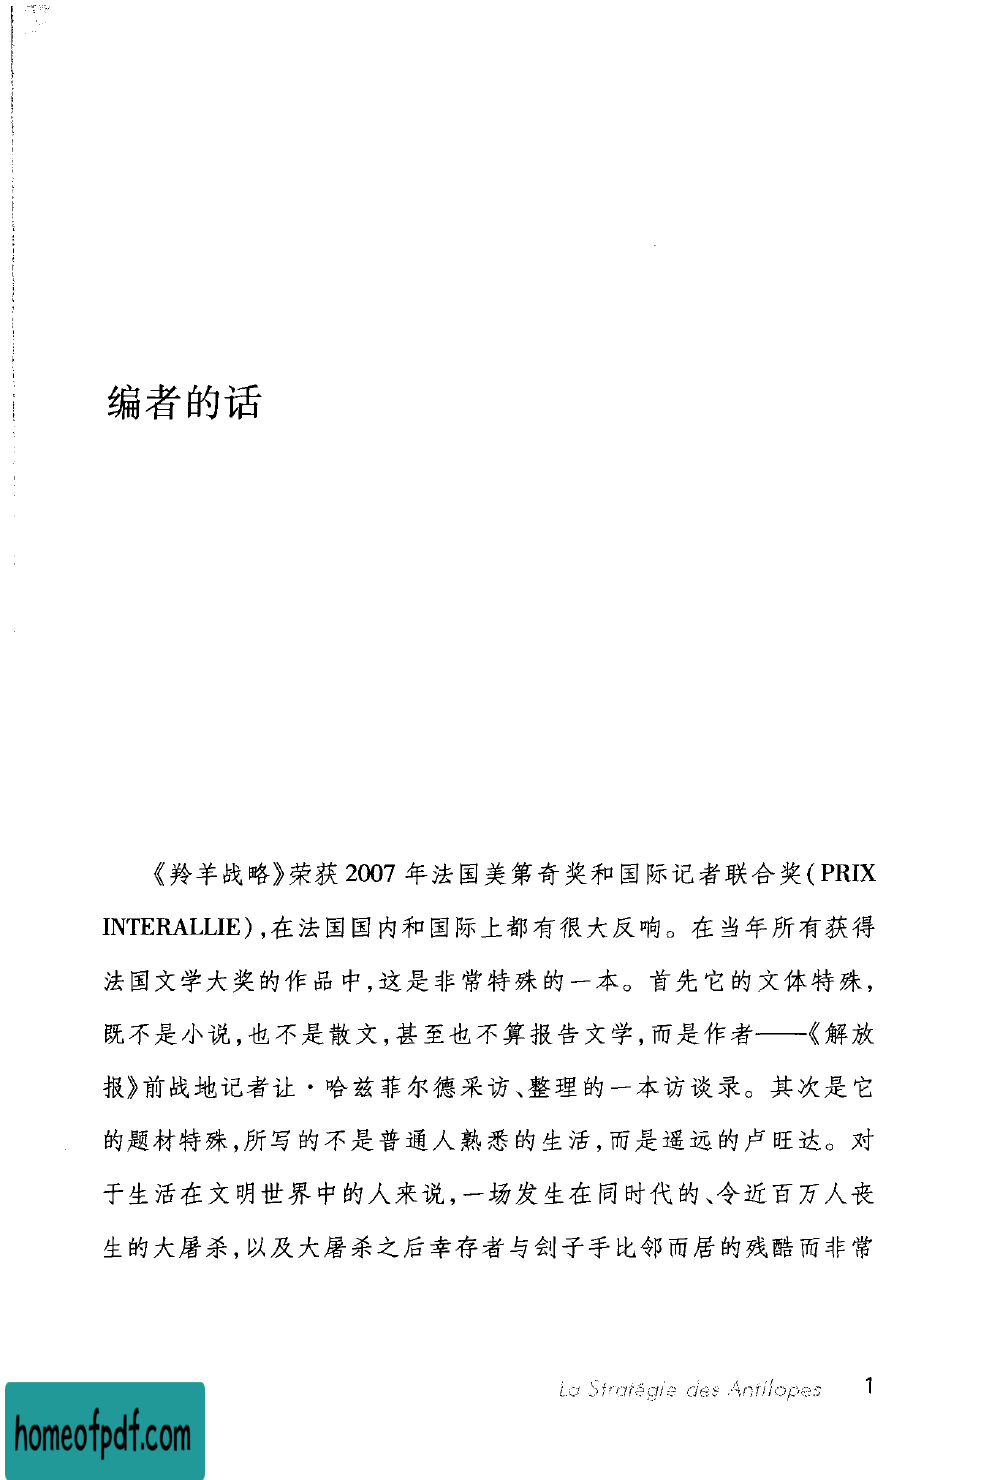 编者的话
《羚羊战略》荣获 2007 年法国美第奇奖和国际记者联合奖(PRIX
INTERALLIE),在法国国内和国际上都有很大反响。在当年所有获得
法国文学大奖的作品中,这是非常特殊的一本。首先它的文体特殊,
既不是小说,也不是散文,甚至也不算报告文学,而是作者——《解放
报》前战地记者让·哈兹菲尔德采访、整理的一本访谈录。其次是它
的题材特殊,所写的不是普通人熟悉的生活,而是遥远的卢旺达。对
于生活在文明世界中的人来说,一场发生在同时代的、令近百万人丧
生的大屠杀,以及大屠杀之后幸存者与刽子手比邻而居的残酷而非常
La Stratégie des Antilopes 1
homeofpdf.com